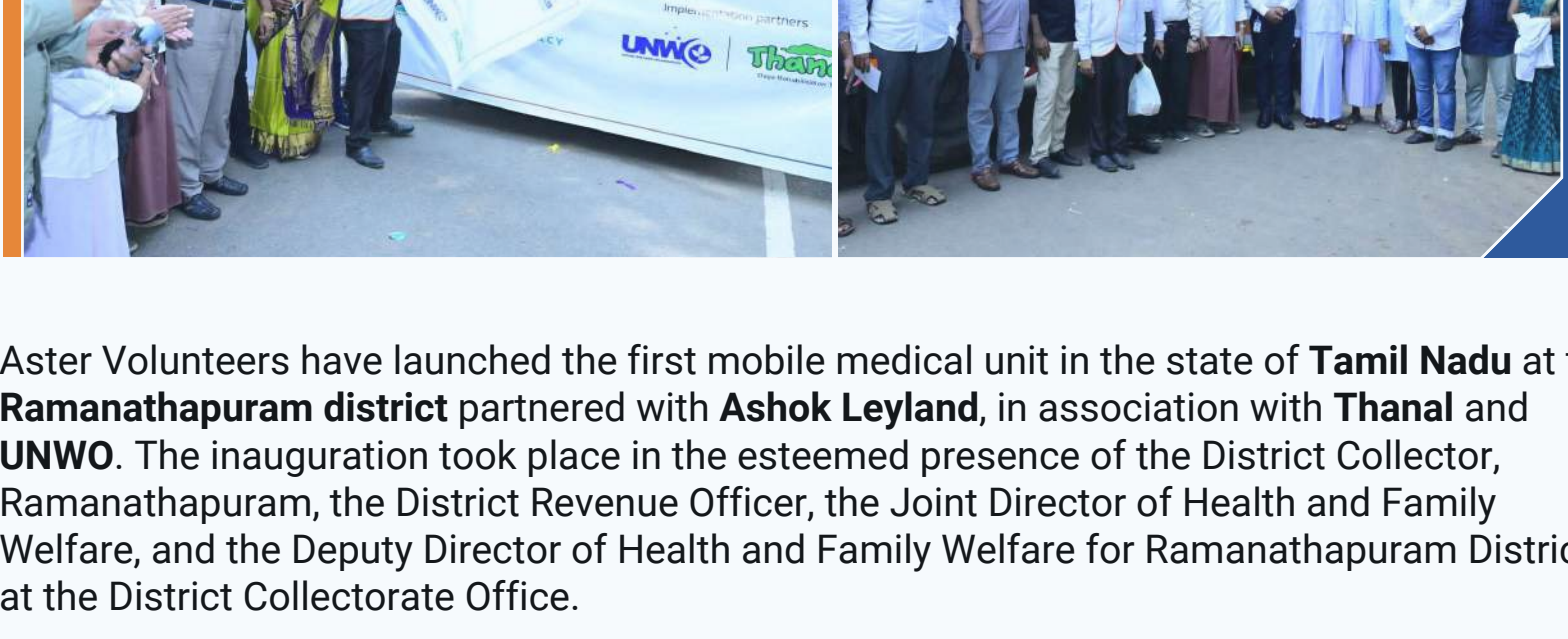 Implementation partners
UNWO
Aster Volunteers have launched the first mobile medical unit in the state of Tamil Nadu at
Ramanathapuram district partnered with Ashok Leyland, in association with Thanal and
UNWO. The inauguration took place in the esteemed presence of the District Collector,
Ramanathapuram, the District Revenue Officer, the Joint Director of Health and Family
Welfare, and the Deputy Director of Health and Family Welfare for Ramanathapuram
at the District Collectorate Office.